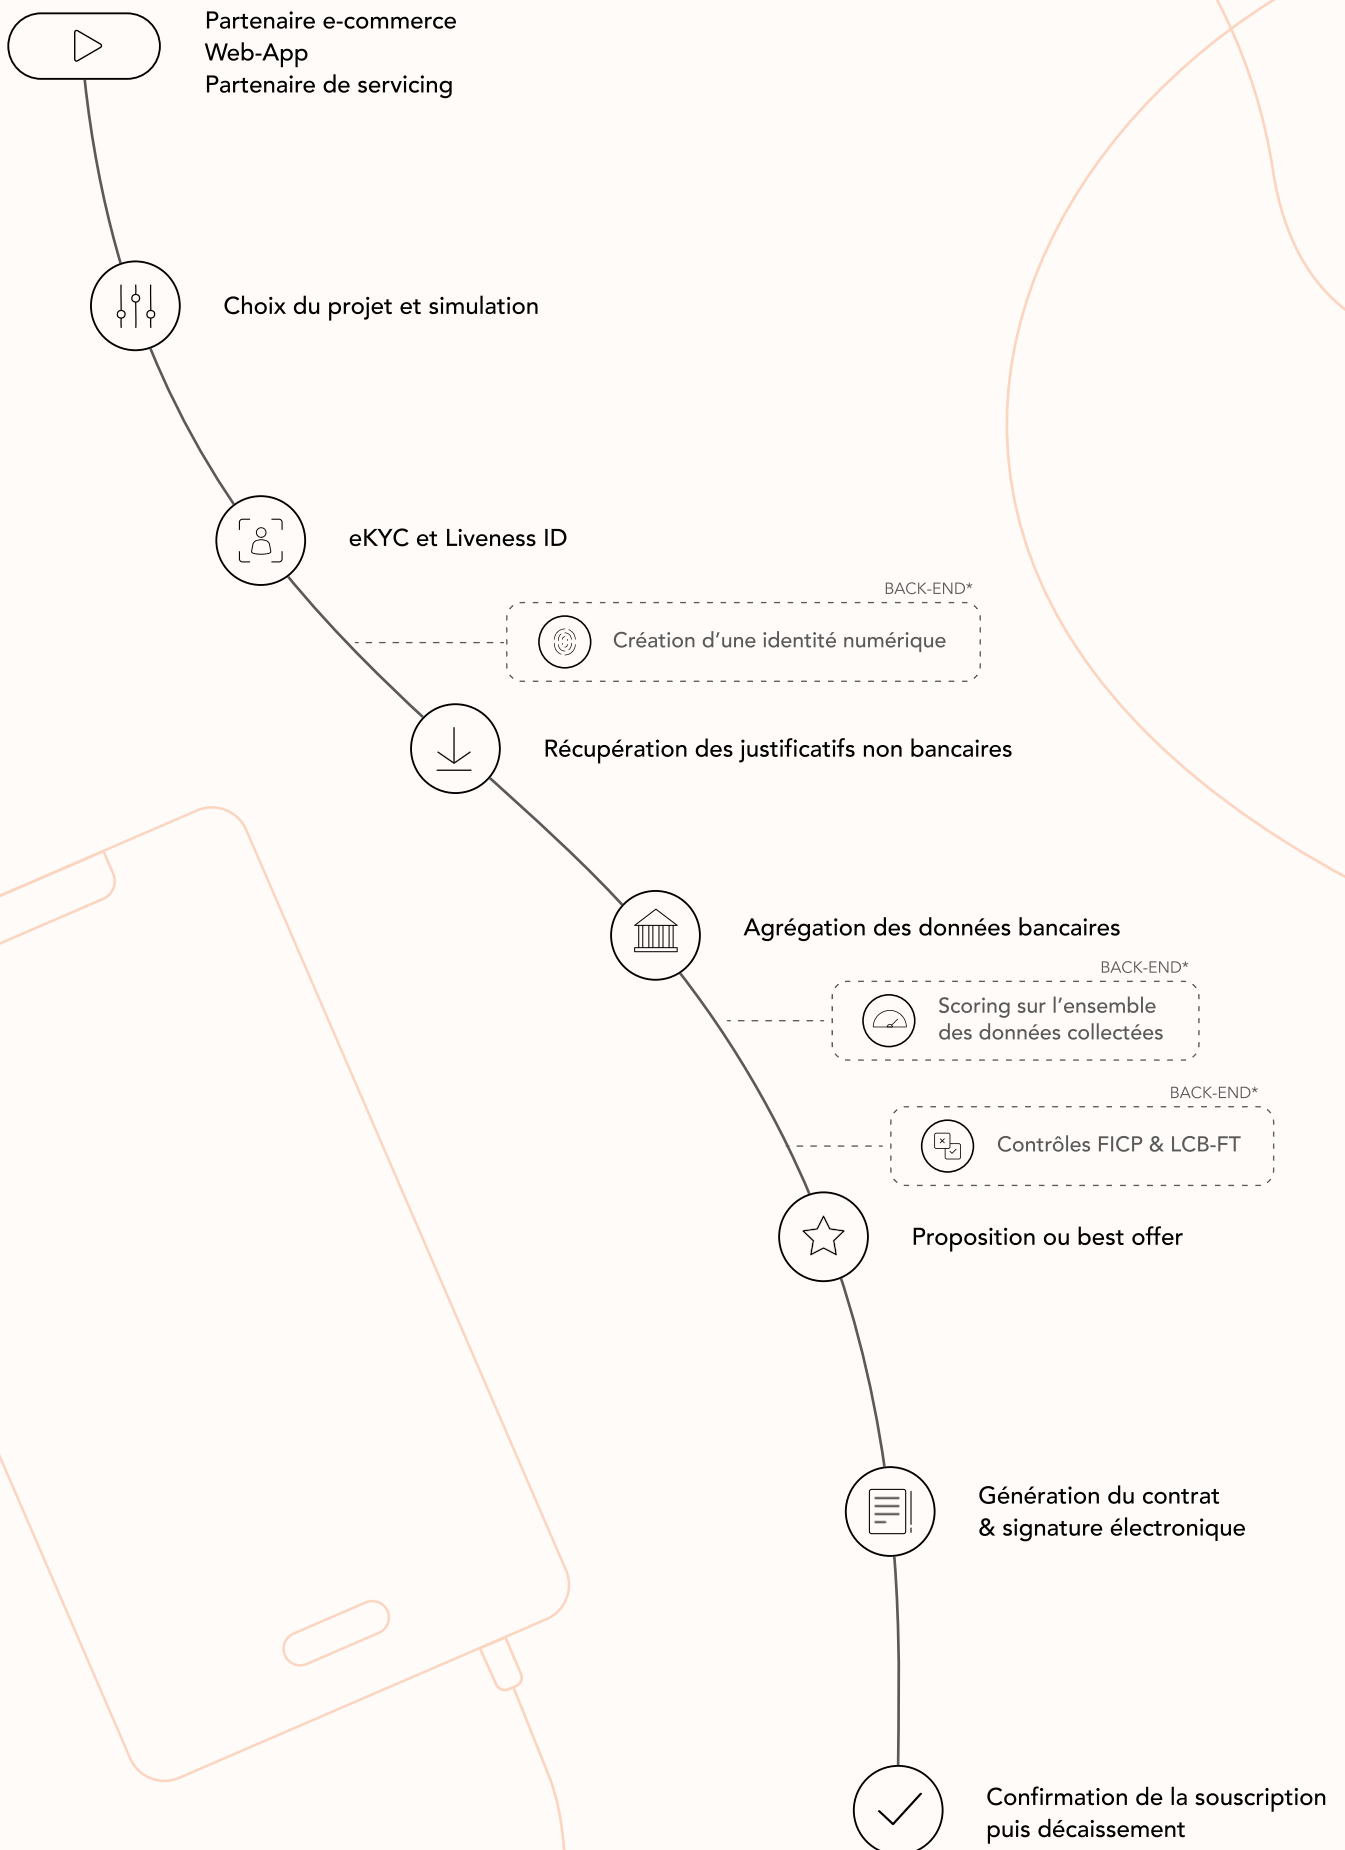 Partenaire e-commerce
Web-App
Partenaire de servicing
Choix du projet et simulation
eKYC et Liveness ID
BACK-END*
Création d’une identité numérique
Récupération des justificatifs non bancaires
Agrégation des données bancaires
BACK-END*
Scoring sur l’ensemble
des données collectées
BACK-END*
Contrôles FICP & LCB-FT
Proposition ou best offer
Génération du contrat
& signature électronique
Confirmation de la souscription
puis décaissement